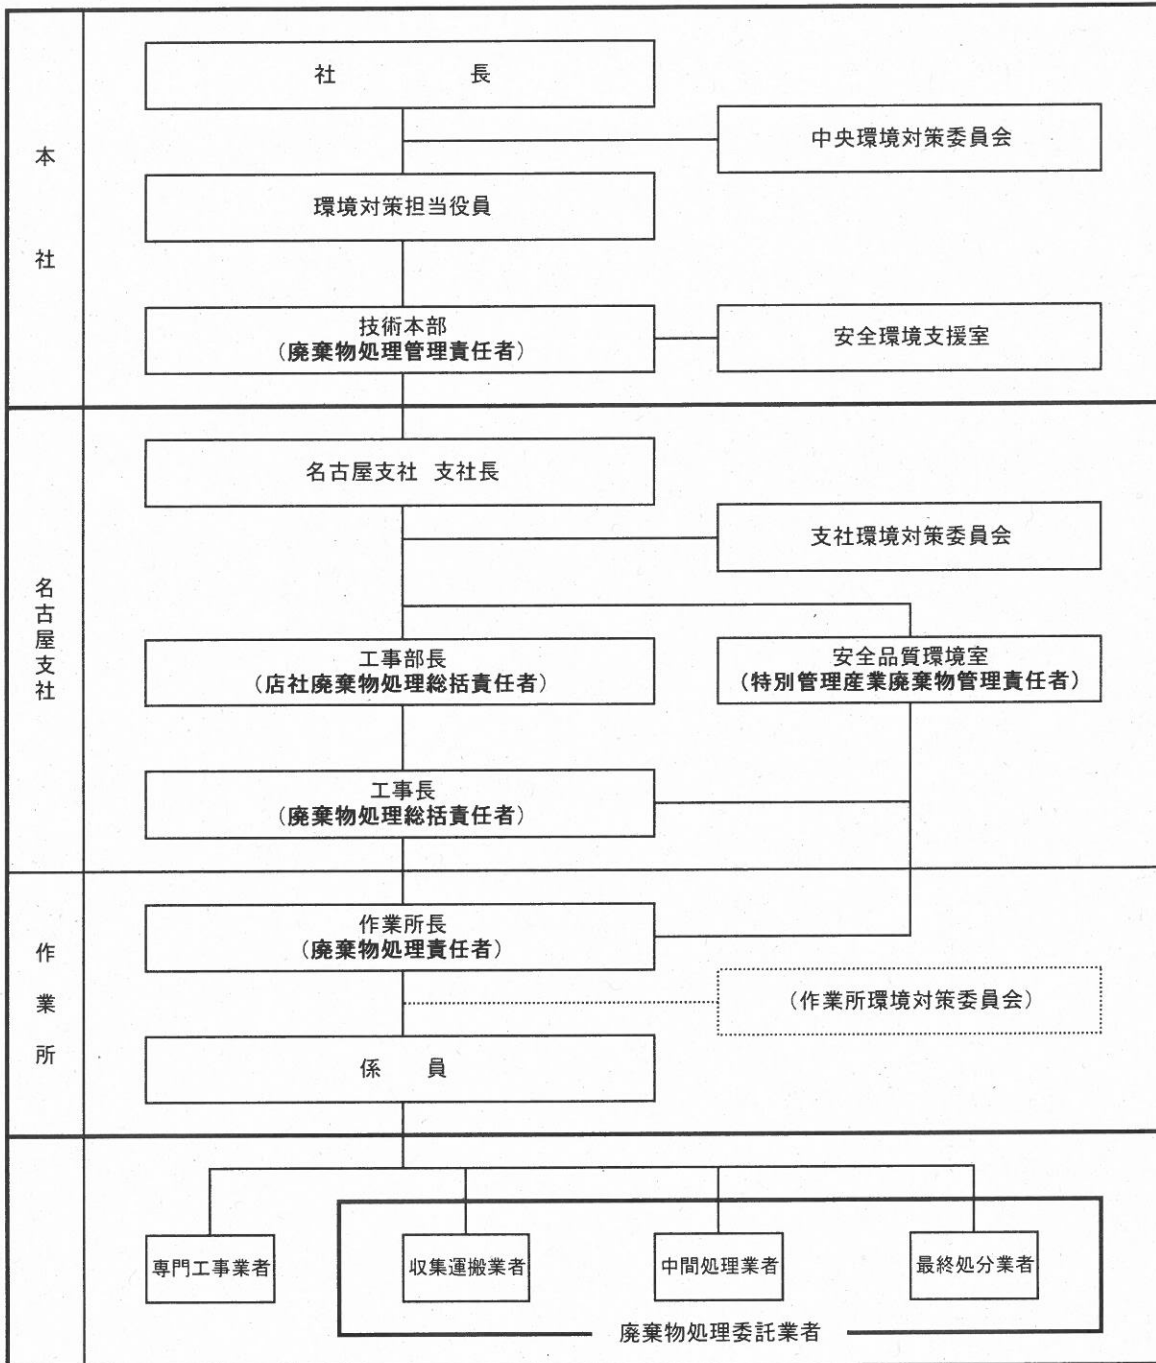 本社
社長
中央環境対策委員会
環境対策担当役員
技術本部
(廃棄物処理管理責任者)
安全環境支援室
名古屋支社
名古屋支社 支社長
支社環境対策委員会
工事部長
(店社廃棄物処理総括責任者)
安全品質環境室
(特別管理産業廃棄物管理責任者)
工事長
(廃棄物処理総括責任者)
作業所
作業所長
(廃棄物処理責任者)
(作業所環境対策委員会)
係員
専門工事業者
収集運搬業者
中間処理業者
最終処分業者
廃棄物処理委託業者